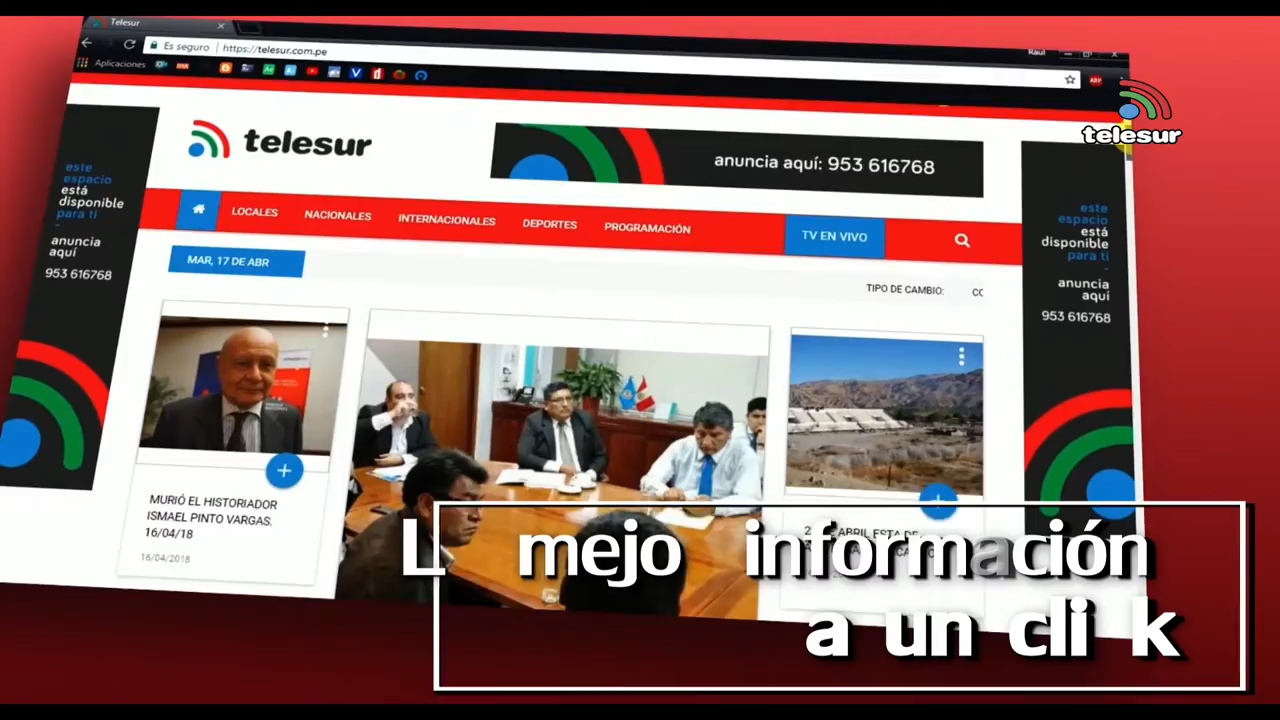 Telesur
Es seguro | https://telesur.com.pe
Raul
Aplicaciones
ABP
telesur
telesur
anuncia aquí: 953 616768
este
espacio
está
disponible
para ti
-
anuncia
aquí
953 616768
LOCALES
NACIONALES
INTERNACIONALES
DEPORTES
PROGRAMACIÓN
TV EN VIVO
este
espacio
está
disponible
para ti
-
anuncia
aquí
953 616768
MAR, 17 DE ABR
TIPO DE CAMBIO:
MURIÓ EL HISTORIADOR
ISMAEL PINTO VARGAS.
16/04/18
16/04/2018
L mejo información
a un cli k